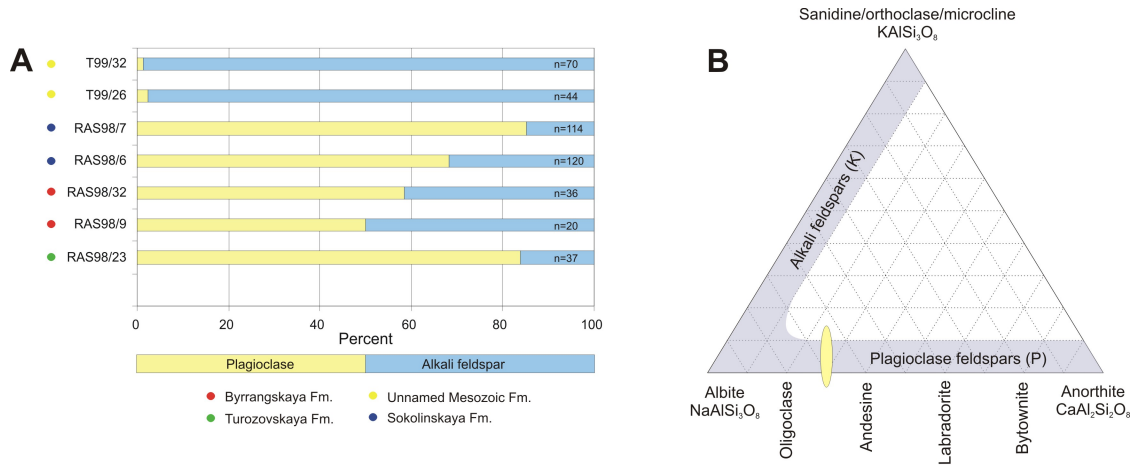 A
T99/32
n=70
T99/26
n=44
RAS98/7
n=114
RAS98/6
n=120
RAS98/32
n=36
RAS98/9
n=20
RAS98/23
n=37
0 20 40 60 80 100
Percent
Plagioclase Alkali feldspar
Byrrangskaya Fm. Unnamed Mesozoic Fm.
Turozovskaya Fm. Sokolinskaya Fm.
B
Sanidine/orthoclase/microcline
KAlSi₃O₈
Alkali feldspars (K)
Plagioclase feldspars (P)
Albite
NaAlSi₃O₈
Oligoclase
Andesine
Labradorite
Bytownite
Anorthite
CaAl₂Si₂O₈